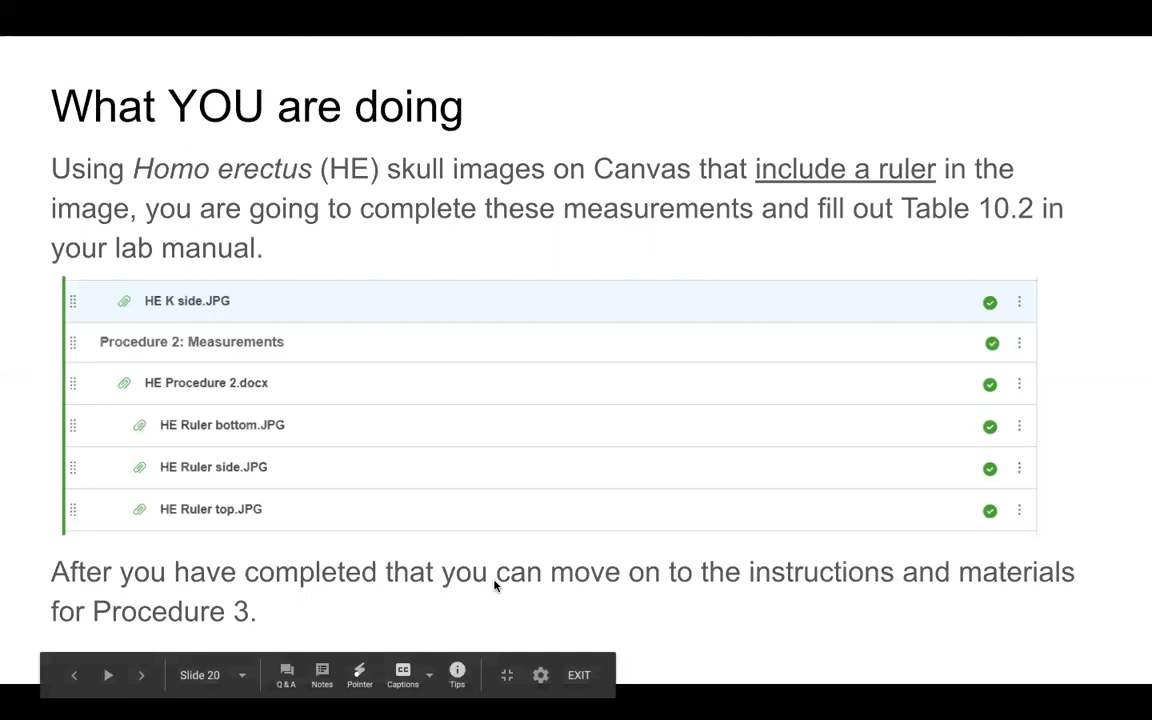 What YOU are doing
Using Homo erectus (HE) skull images on Canvas that include a ruler in the
image, you are going to complete these measurements and fill out Table 10.2 in
your lab manual.
HE K side.JPG
Procedure 2: Measurements
HE Procedure 2.docx
HE Ruler bottom.JPG
HE Ruler side.JPG
HE Ruler top.JPG
After you have completed that you can move on to the instructions and materials
for Procedure 3.
Slide 20
Q & A
Notes
Pointer
CC
Captions
Tips
EXIT